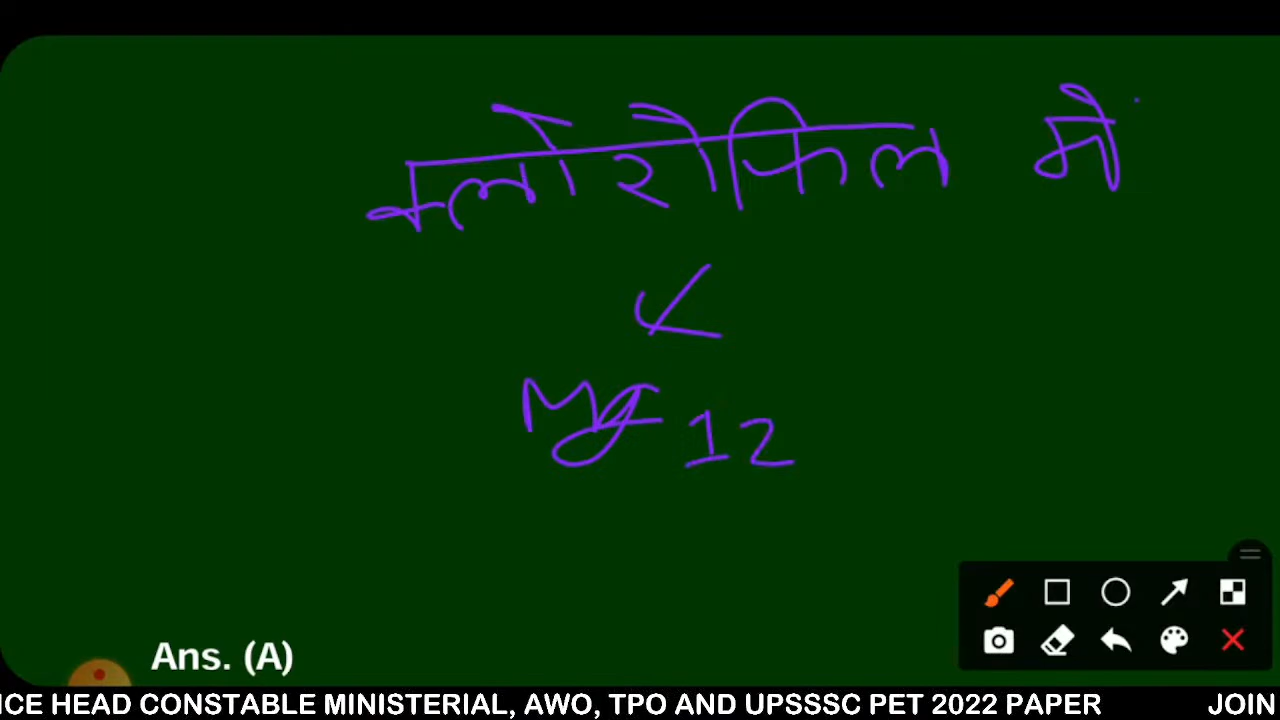 क्लोरोफिल में
Mg 12
Ans. (A)
ICE HEAD CONSTABLE MINISTERIAL, AWO, TPO AND UPSSSC PET 2022 PAPER JOIN